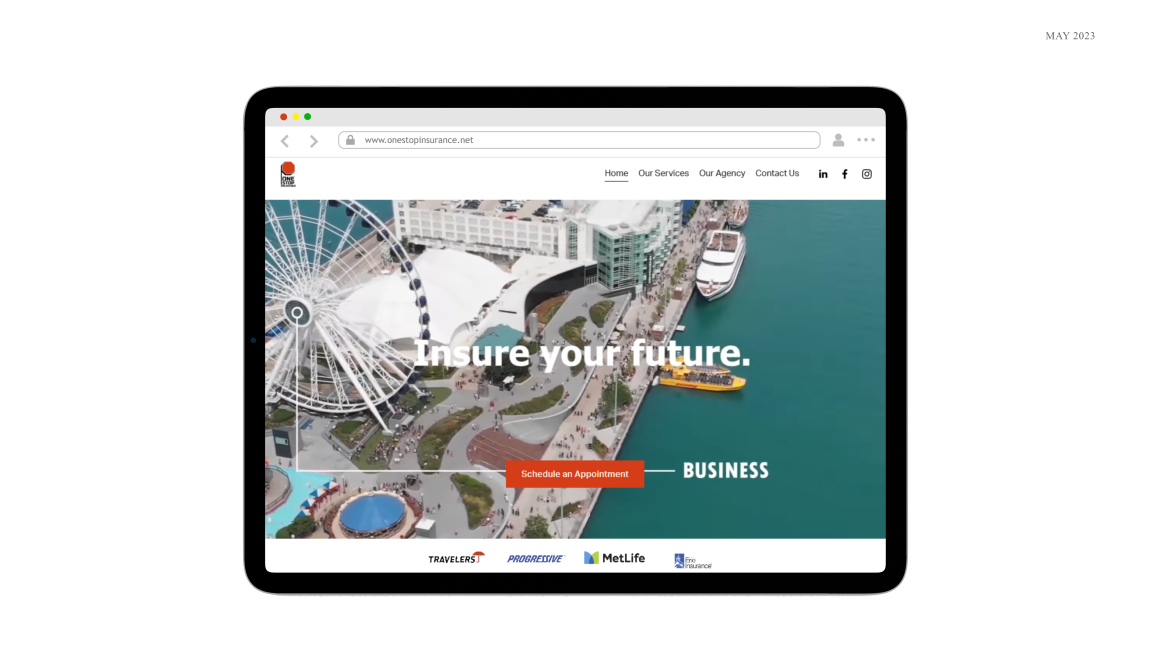 MAY 2023
www.onestopinsurance.net
ONE
STOP
Home Our Services Our Agency Contact Us in f
Insure your future.
Schedule an Appointment
BUSINESS
TRAVELERS PROGRESSIVE MetLife Erie
Insurance